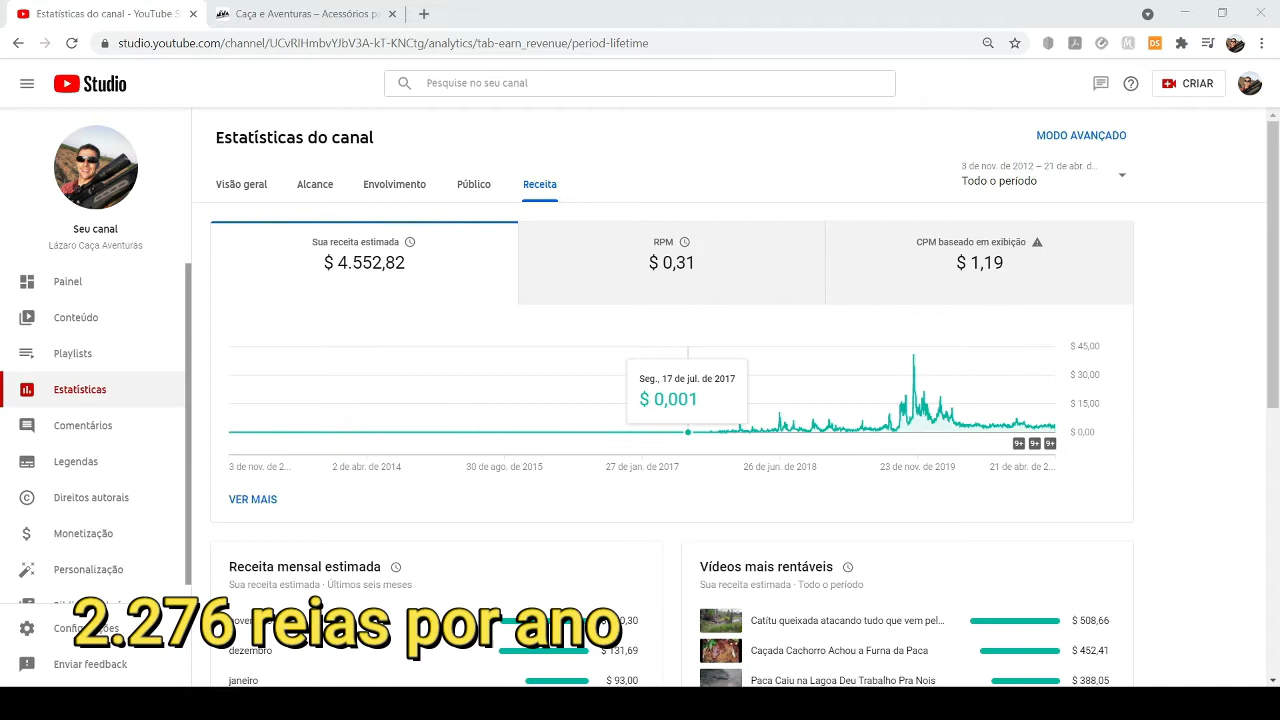 Estatísticas do canal - YouTube S
Caça e Aventuras – Acessórios pe
studio.youtube.com/channel/UCvRIHmbvYJbV3A-kT-KNCtg/analytics/tab-earn_revenue/period-lifetime
Studio
Pesquise no seu canal
CRIAR
Seu canal
Lázaro Caça Aventuras
Painel
Conteúdo
Playlists
Estatísticas
Comentários
Legendas
Direitos autorais
Monetização
Personalização
Enviar feedback
Estatísticas do canal
MODO AVANÇADO
Visão geral
Alcance
Envolvimento
Público
Receita
3 de nov. de 2012 – 21 de abr. d...
Todo o período
Sua receita estimada
$ 4.552,82
RPM
$ 0,31
CPM baseado em exibição
$ 1,19
Seg., 17 de jul. de 2017
$ 0,001
$ 45,00
$ 30,00
$ 15,00
$ 0,00
9+ 9+ 9+
3 de nov. de 2...
2 de abr. de 2014
30 de ago. de 2015
27 de jan. de 2017
26 de jun. de 2018
23 de nov. de 2019
21 de abr. de 2...
VER MAIS
Receita mensal estimada
Sua receita estimada · Últimos seis meses
dezembro
$ 131,69
janeiro
$ 93,00
Vídeos mais rentáveis
Sua receita estimada · Todo o período
Catítu queixada atacando tudo que vem pel...
$ 508,66
Caçada Cachorro Achou a Furna da Paca
$ 452,41
Paca Caiu na Lagoa Deu Trabalho Pra Nois
$ 388,05
2.276 reias por ano